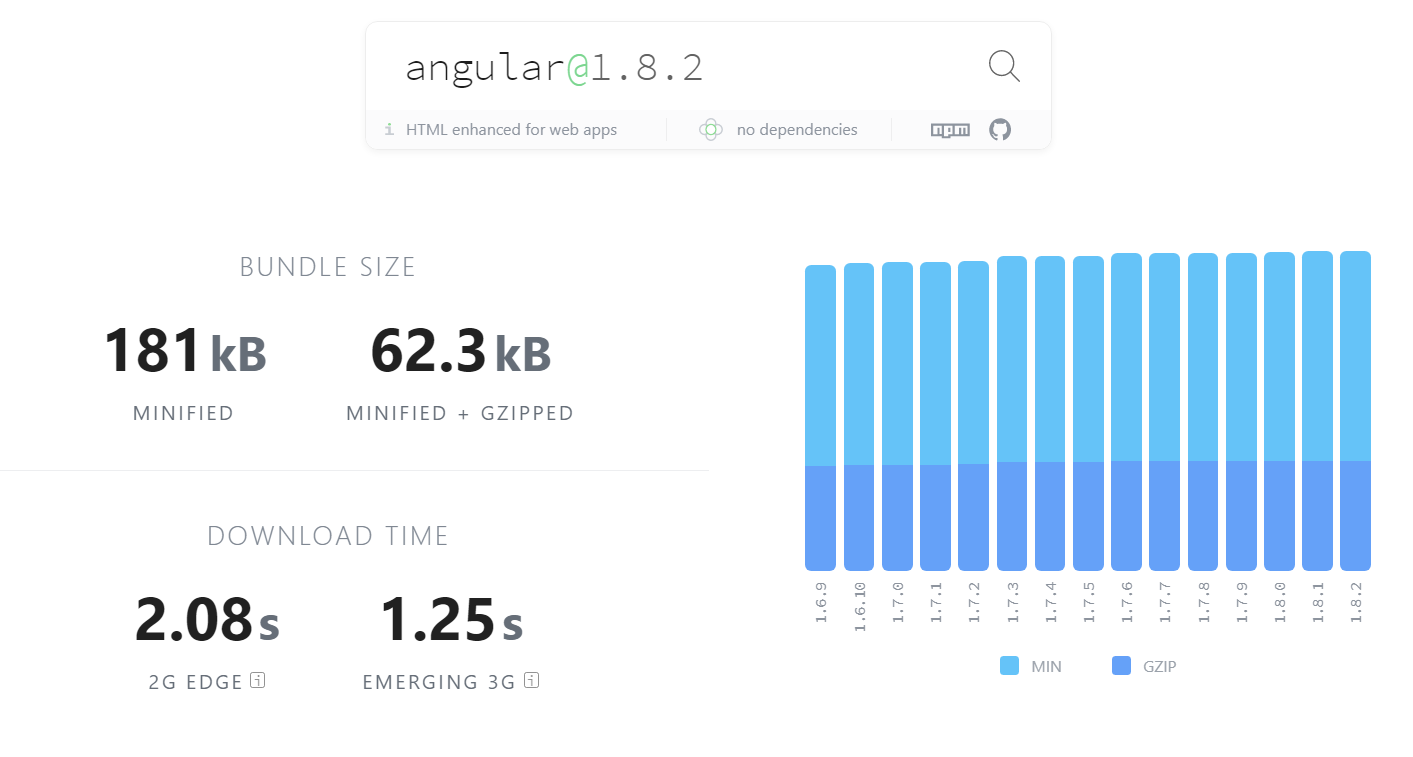 angular@1.8.2
i HTML enhanced for web apps no dependencies npm
BUNDLE SIZE
181 kB 62.3 kB
MINIFIED MINIFIED + GZIPPED
DOWNLOAD TIME
2.08 s 1.25 s
2G EDGE i EMERGING 3G i
1.6.9 1.6.10 1.7.0 1.7.1 1.7.2 1.7.3 1.7.4 1.7.5 1.7.6 1.7.7 1.7.8 1.7.9 1.8.0 1.8.1 1.8.2
MIN GZIP